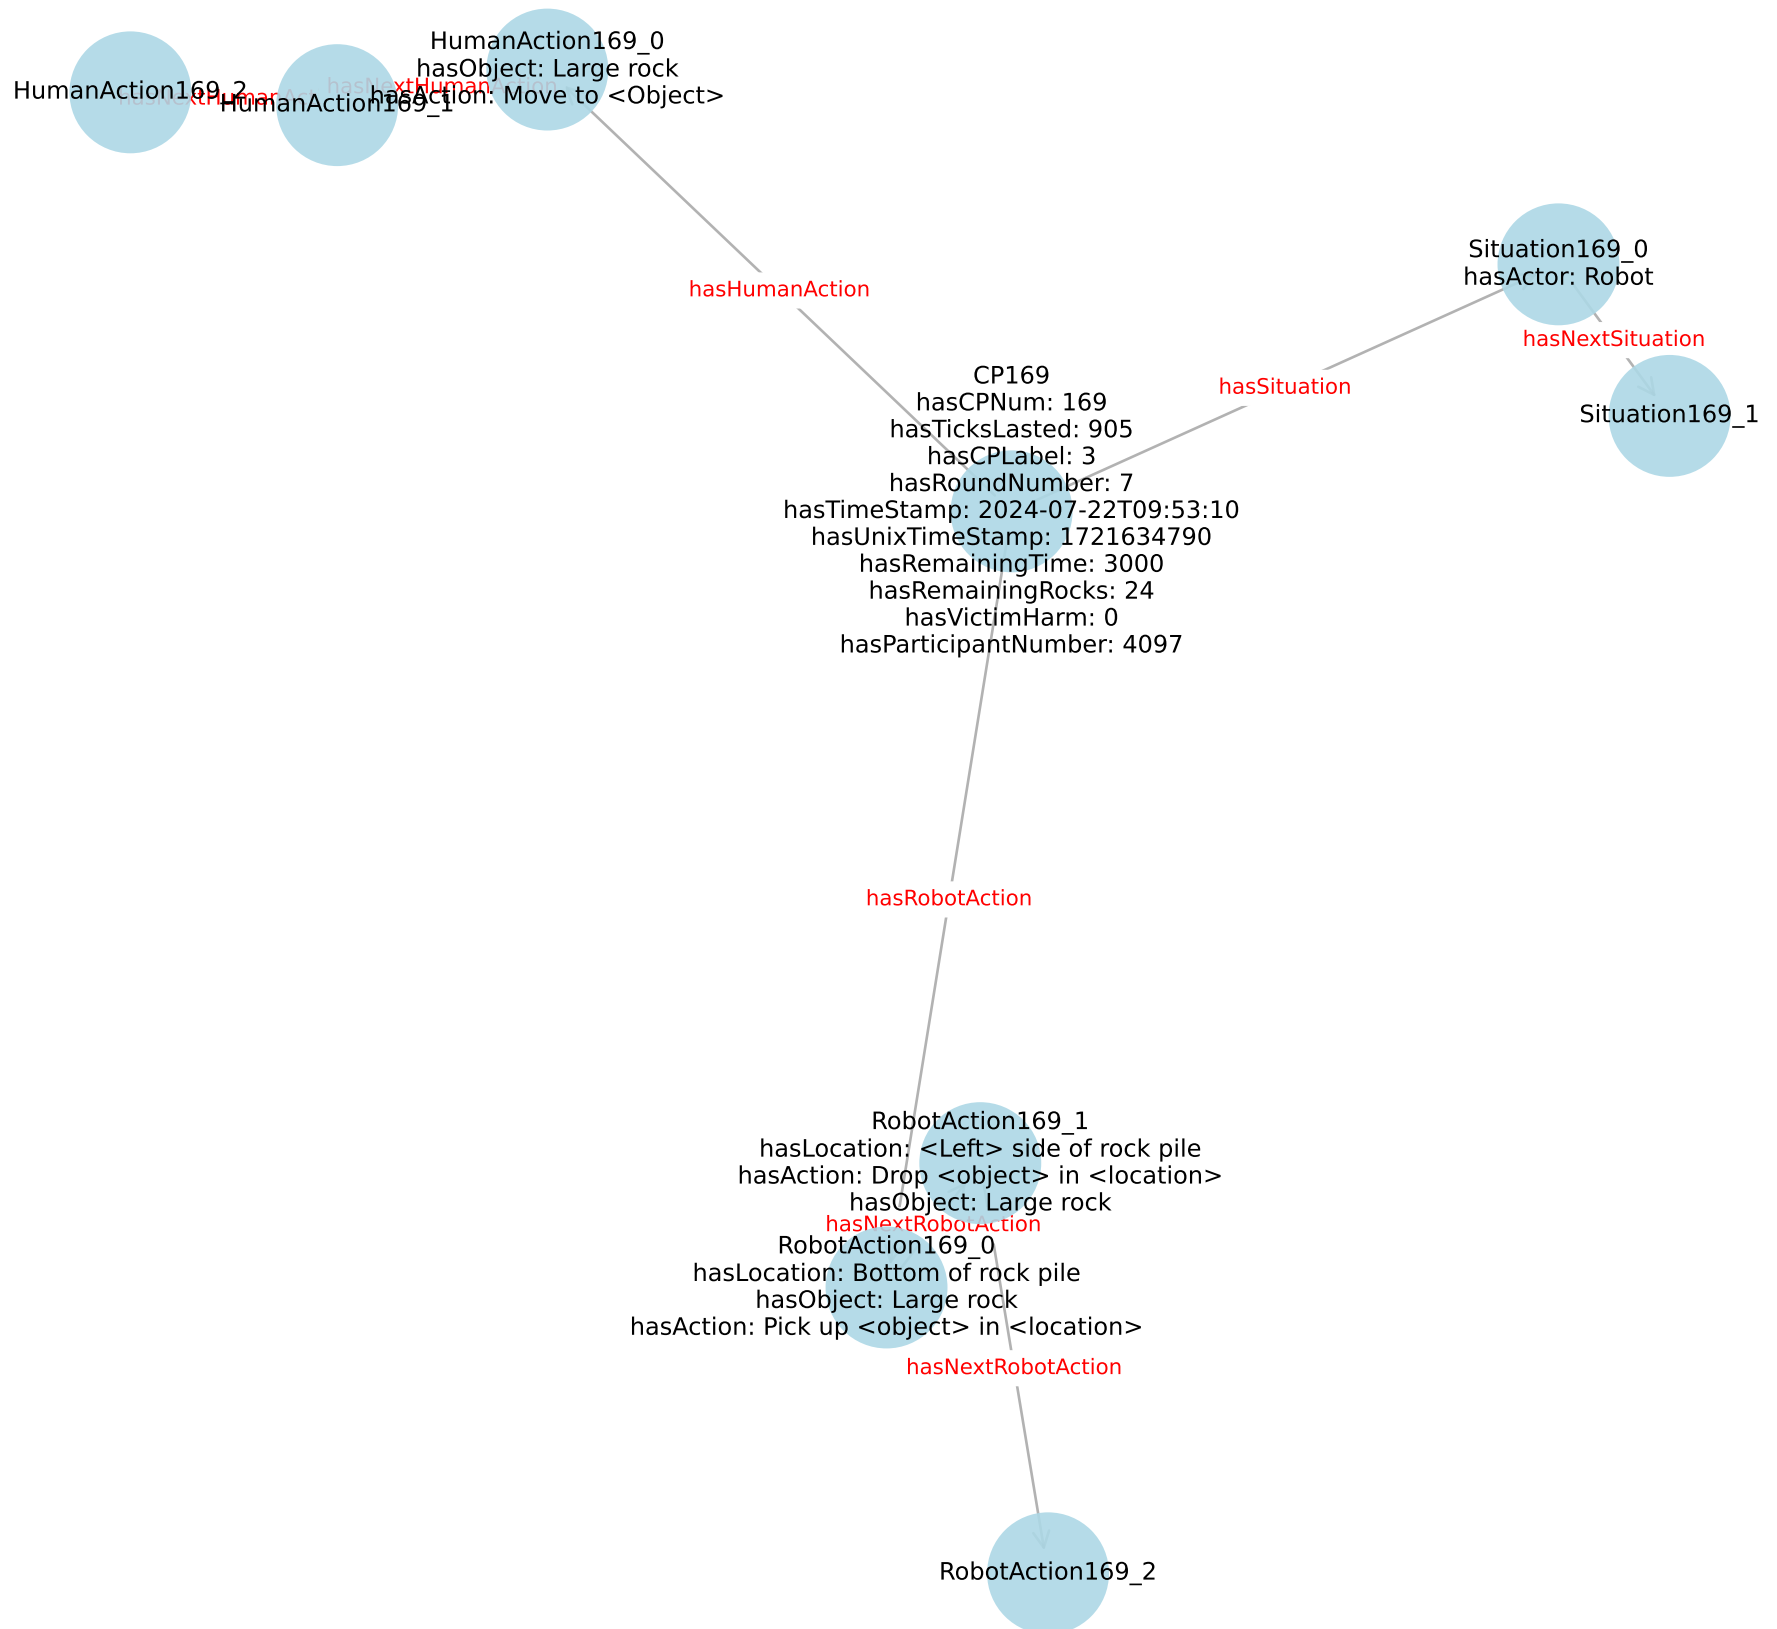 HumanAction169_0
hasObject: Large rock
hasAction: Move to <Object>
hasNextHumanAction
HumanAction169_2
HumanAction169_1
Situation169_0
hasActor: Robot
hasHumanAction
hasNextSituation
hasSituation
Situation169_1
CP169
hasCPNum: 169
hasTicksLasted: 905
hasCPLabel: 3
hasRoundNumber: 7
hasTimeStamp: 2024-07-22T09:53:10
hasUnixTimeStamp: 1721634790
hasRemainingTime: 3000
hasRemainingRocks: 24
hasVictimHarm: 0
hasParticipantNumber: 4097
hasRobotAction
RobotAction169_1
hasLocation: <Left> side of rock pile
hasAction: Drop <object> in <location>
hasObject: Large rock
hasNextRobotAction
RobotAction169_0
hasLocation: Bottom of rock pile
hasObject: Large rock
hasAction: Pick up <object> in <location>
hasNextRobotAction
RobotAction169_2